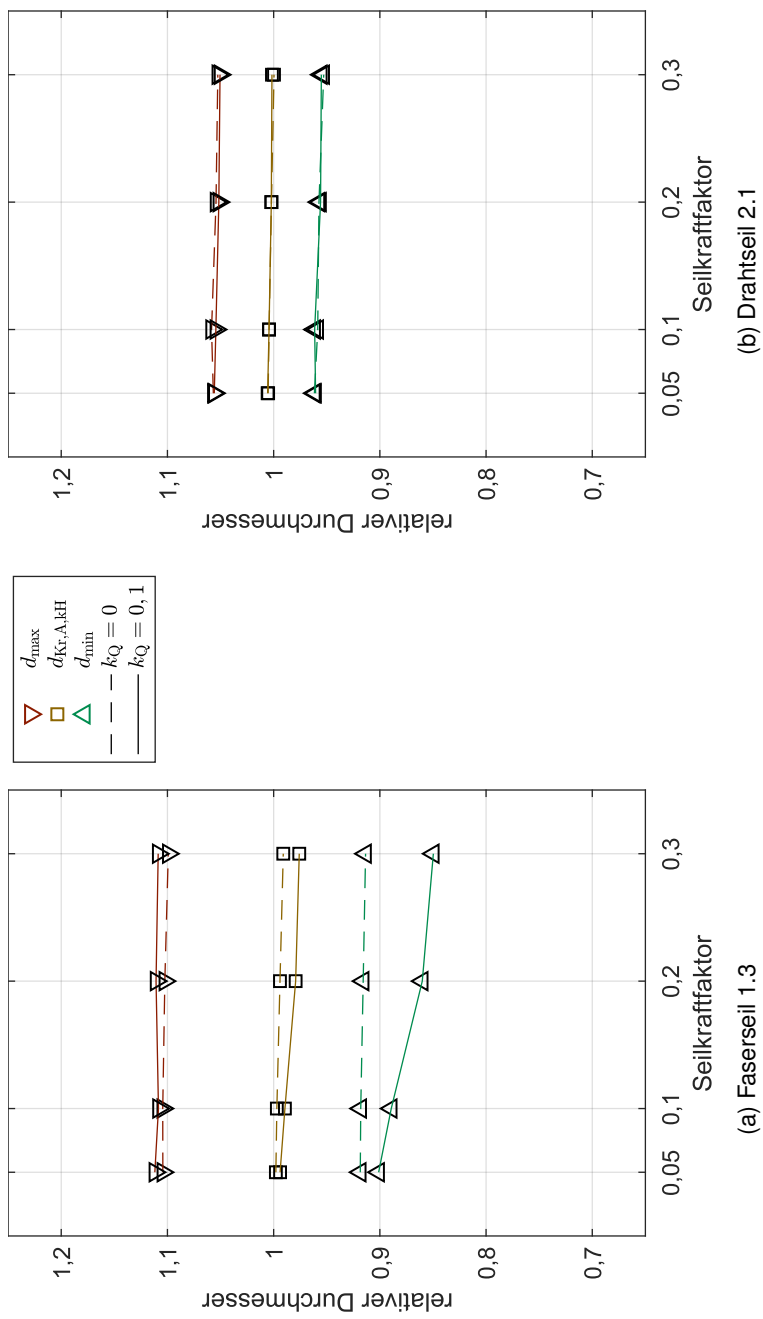 relativer Durchmesser
1,2
1,1
1
0,9
0,8
0,7
0,05
0,1
0,2
0,3
Seilkraftfaktor
(a) Faserseil 1.3
d_max
d_Kr,A,kH
d_min
k_Q = 0
k_Q = 0, 1
relativer Durchmesser
1,2
1,1
1
0,9
0,8
0,7
0,05
0,1
0,2
0,3
Seilkraftfaktor
(b) Drahtseil 2.1